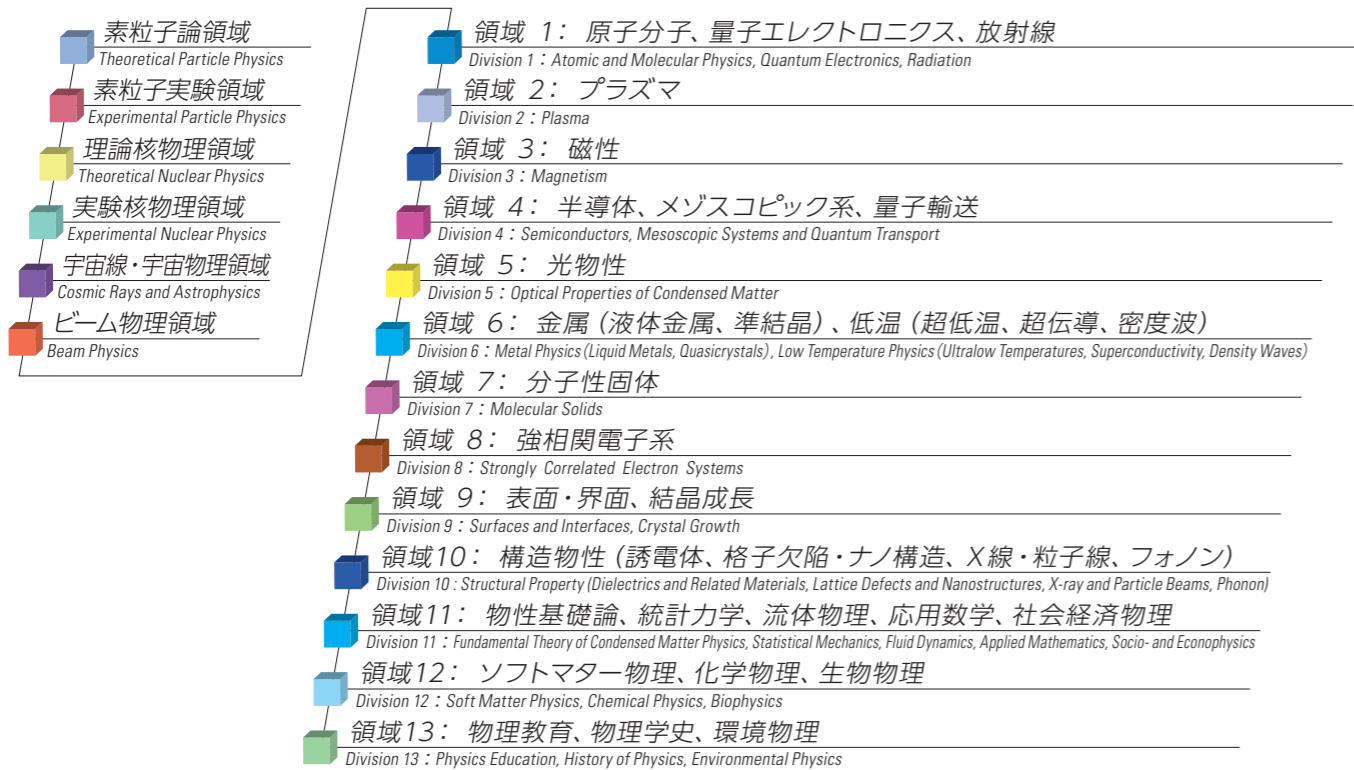 素粒子論領域
Theoretical Particle Physics
素粒子実験領域
Experimental Particle Physics
理論核物理領域
Theoretical Nuclear Physics
実験核物理領域
Experimental Nuclear Physics
宇宙線・宇宙物理領域
Cosmic Rays and Astrophysics
ビーム物理領域
Beam Physics
領域 1： 原子分子、量子エレクトロニクス、放射線
Division 1：Atomic and Molecular Physics, Quantum Electronics, Radiation
領域 2： プラズマ
Division 2：Plasma
領域 3： 磁性
Division 3：Magnetism
領域 4： 半導体、メゾスコピック系、量子輸送
Division 4：Semiconductors, Mesoscopic Systems and Quantum Transport
領域 5： 光物性
Division 5：Optical Properties of Condensed Matter
領域 6： 金属（液体金属、準結晶）、低温（超低温、超伝導、密度波）
Division 6：Metal Physics (Liquid Metals, Quasicrystals), Low Temperature Physics (Ultralow Temperatures, Superconductivity, Density Waves)
領域 7： 分子性固体
Division 7：Molecular Solids
領域 8： 強相関電子系
Division 8：Strongly Correlated Electron Systems
領域 9： 表面・界面、結晶成長
Division 9：Surfaces and Interfaces, Crystal Growth
領域10： 構造物性（誘電体、格子欠陥・ナノ構造、X線・粒子線、フォノン）
Division 10：Structural Property (Dielectrics and Related Materials, Lattice Defects and Nanostructures, X-ray and Particle Beams, Phonon)
領域11： 物性基礎論、統計力学、流体物理、応用数学、社会経済物理
Division 11：Fundamental Theory of Condensed Matter Physics, Statistical Mechanics, Fluid Dynamics, Applied Mathematics, Socio- and Econophysics
領域12： ソフトマター物理、化学物理、生物物理
Division 12：Soft Matter Physics, Chemical Physics, Biophysics
領域13： 物理教育、物理学史、環境物理
Division 13：Physics Education, History of Physics, Environmental Physics